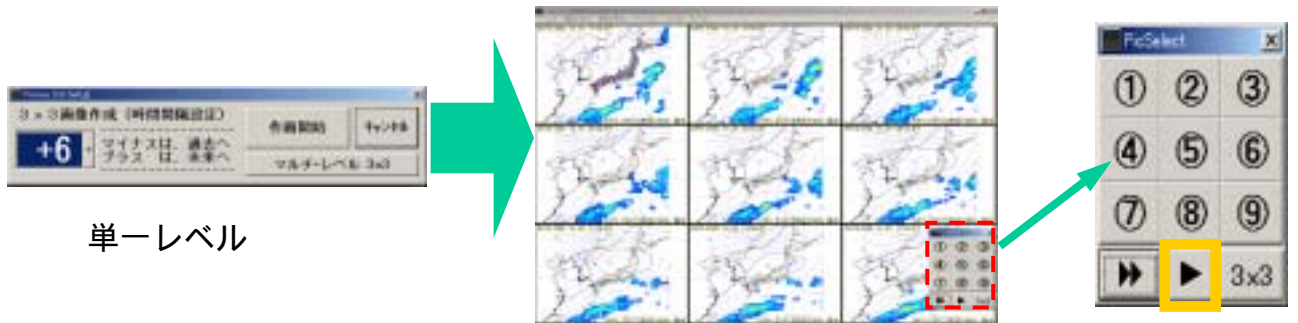 3×3画像作成（時間間隔設定）
+6
マイナスは、過去へ
プラス は、未来へ
作画開始
キャンセル
マルチ-レベル 3x3
単一レベル
PicSelect
① ② ③
④ ⑤ ⑥
⑦ ⑧ ⑨
3x3